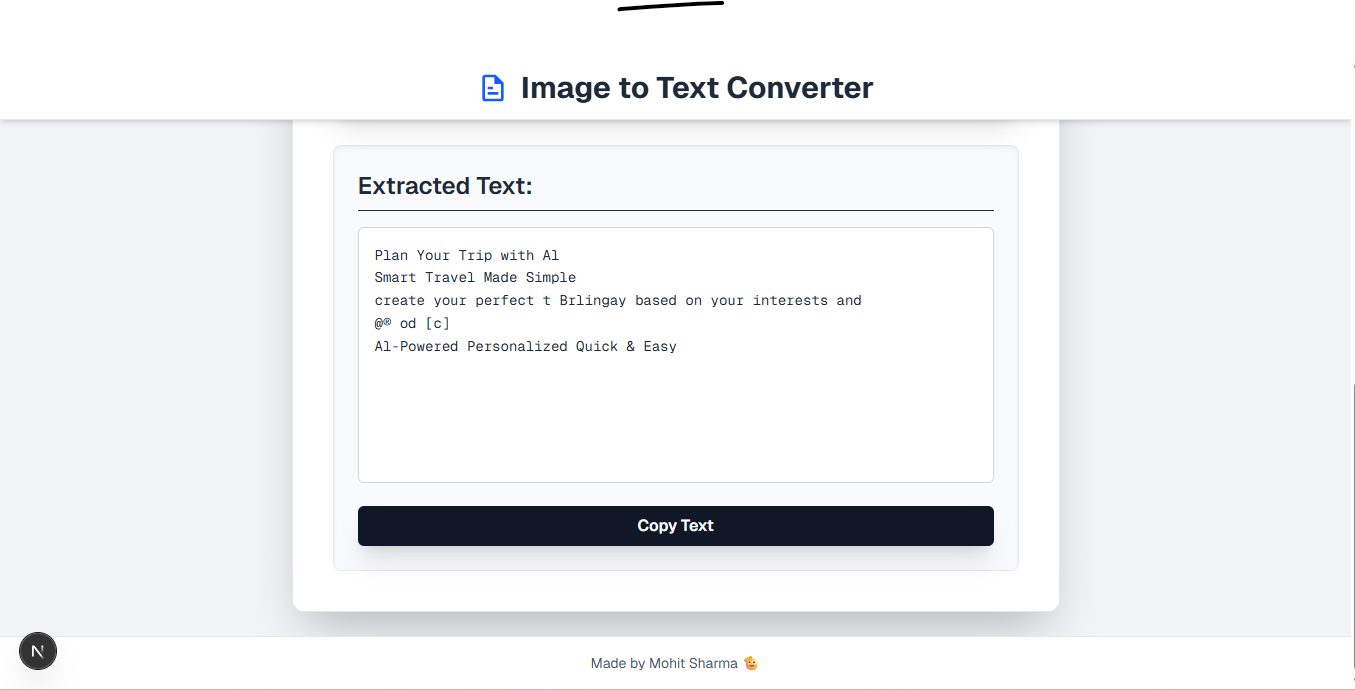 Image to Text Converter
Extracted Text:
Plan Your Trip with Al
Smart Travel Made Simple
create your perfect t Brlingay based on your interests and
@® od [c]
Al-Powered Personalized Quick & Easy
Copy Text
N
Made by Mohit Sharma 🫡